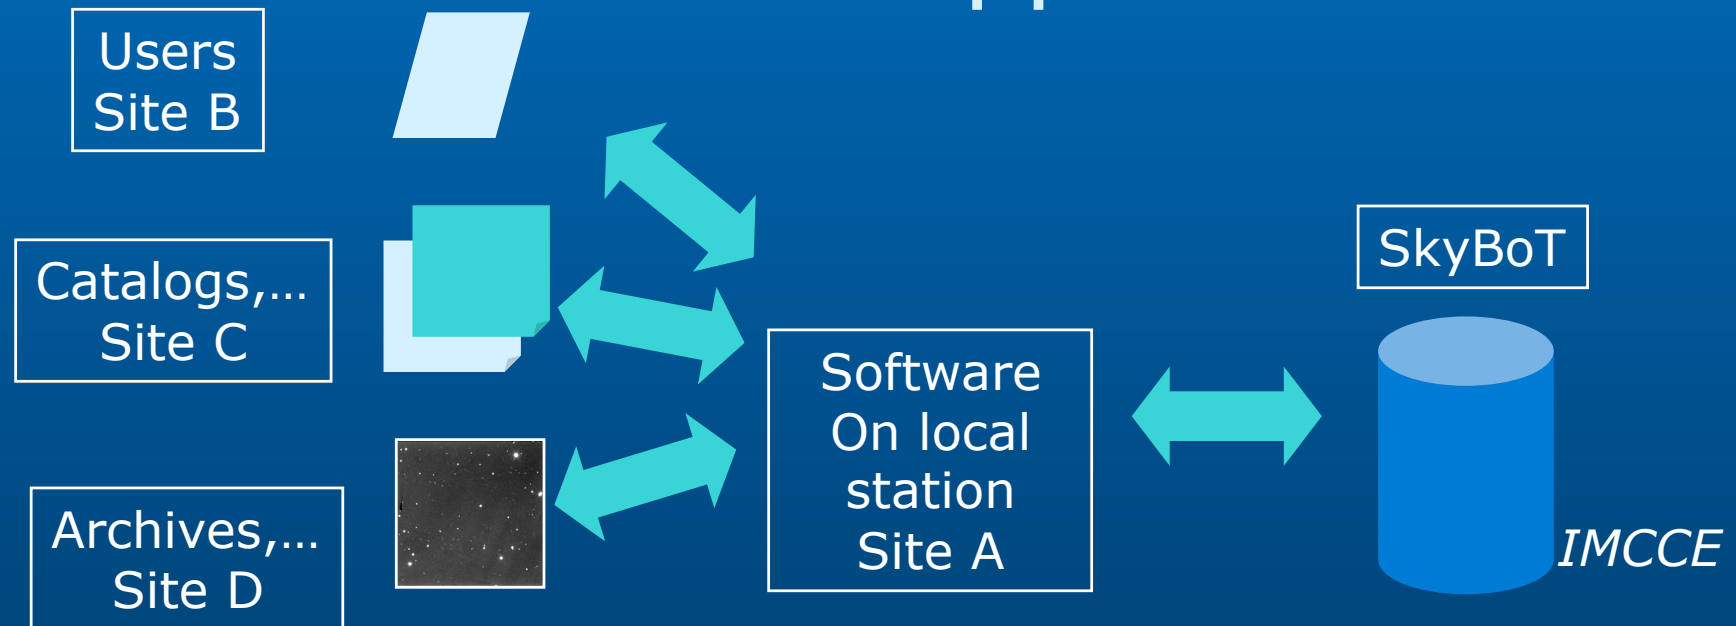 Users
Site B
Catalogs,...
Site C
Archives,...
Site D
Software
On local
station
Site A
SkyBoT
IMCCE